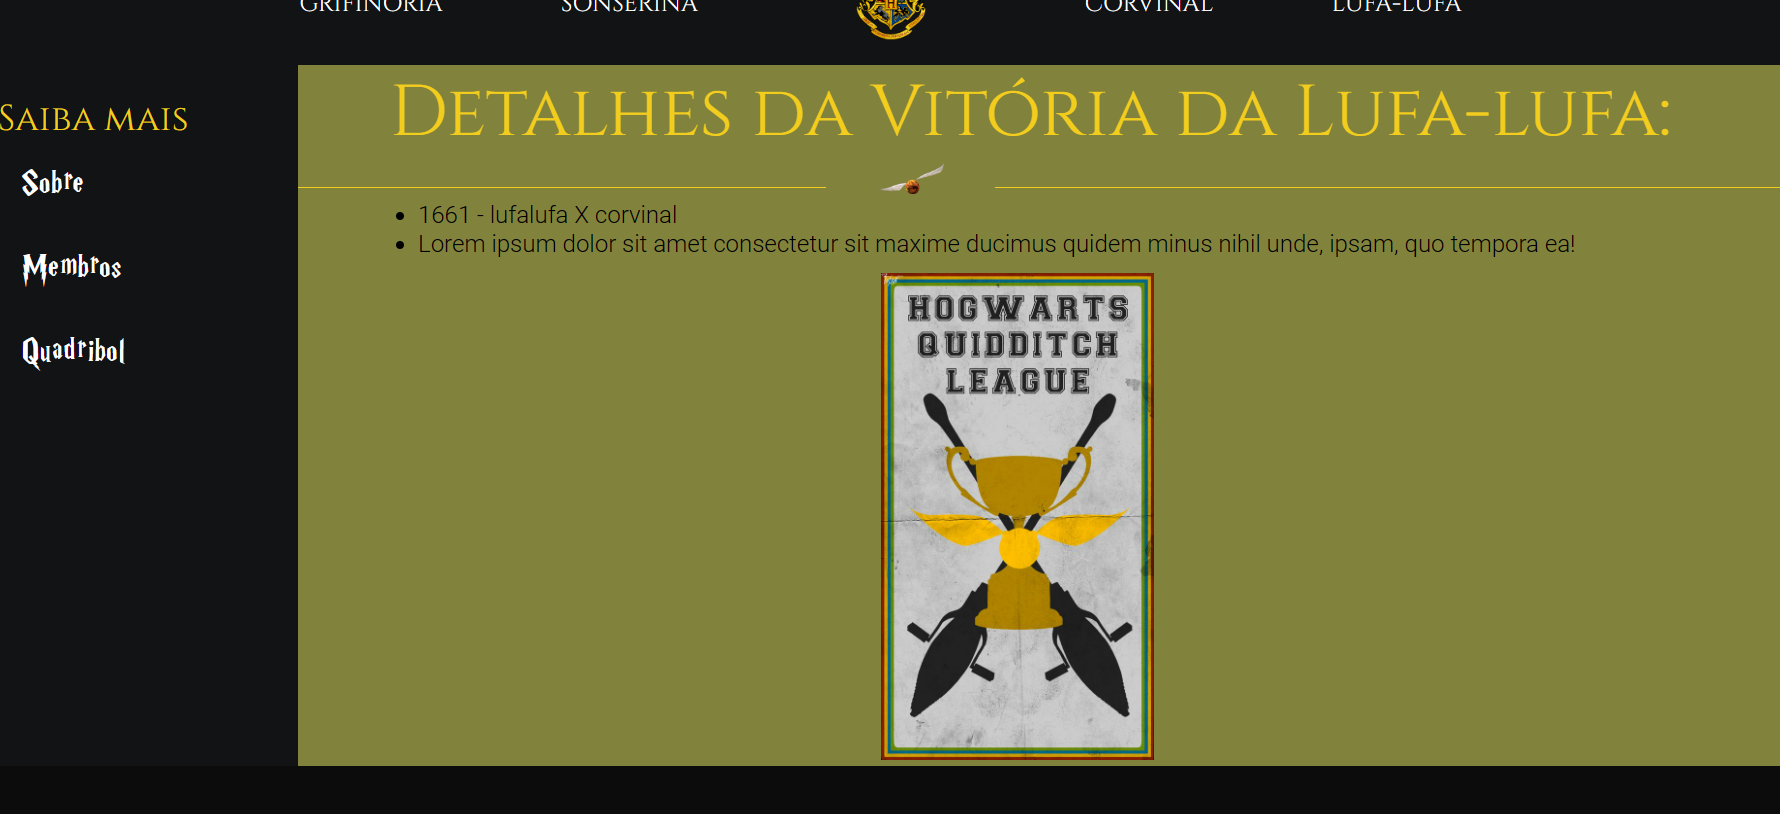 GRIFINÓRIA SONSERINA CORVINAL LUFA-LUFA
Detalhes da Vitória da Lufa-lufa:
Saiba mais
Sobre
Membros
Quadribol
1661 - lufalufa X corvinal
Lorem ipsum dolor sit amet consectetur sit maxime ducimus quidem minus nihil unde, ipsam, quo tempora ea!
HOGWARTS
QUIDDITCH
LEAGUE